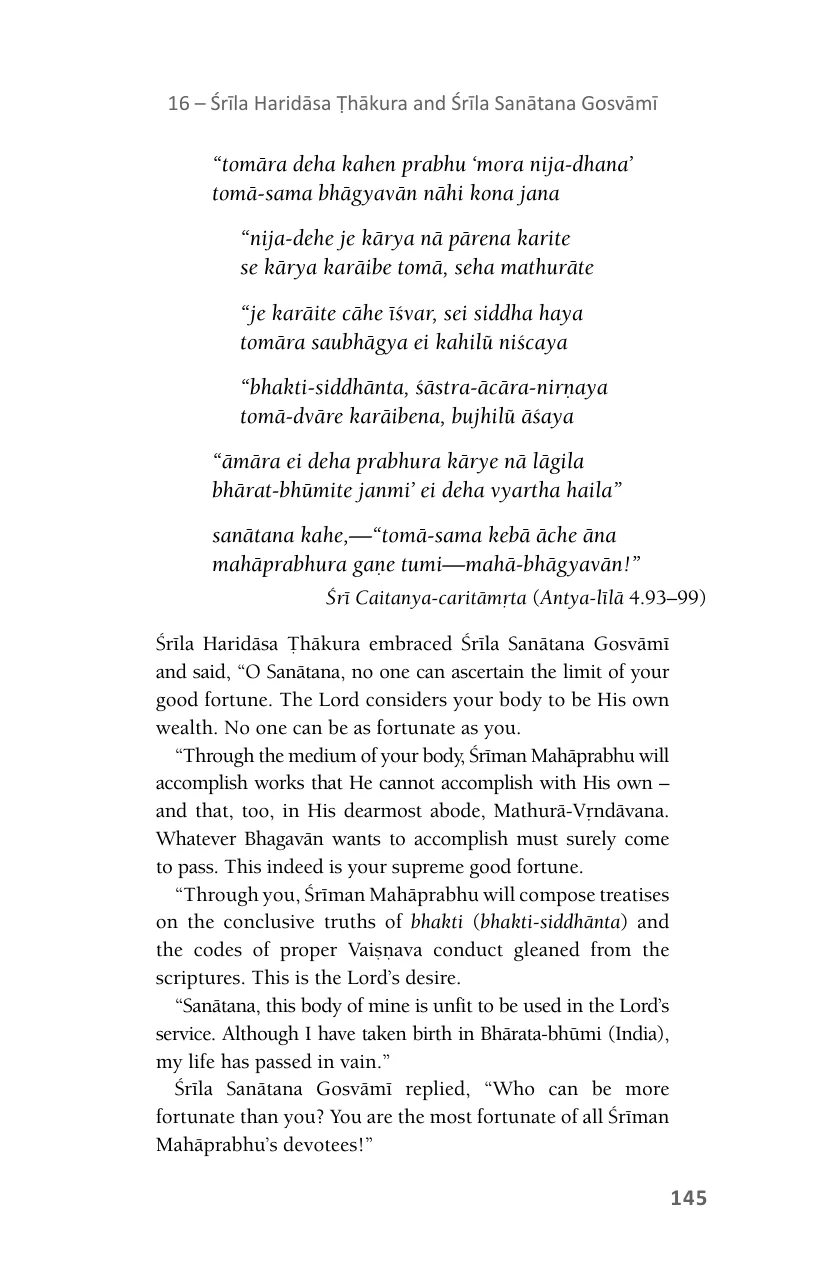 16 – Śrīla Haridāsa Ṭhākura and Śrīla Sanātana Gosvāmī
“tomāra deha kahen prabhu ‘mora nija-dhana’
tomā-sama bhāgyavān nāhi kona jana
“nija-dehe je kārya nā pārena karite
se kārya karāibe tomā, seha mathurāte
“je karāite cāhe īśvar, sei siddha haya
tomāra saubhāgya ei kahilū niścaya
“bhakti-siddhānta, śāstra-ācāra-nirṇaya
tomā-dvāre karāibena, bujhilū āśaya
“āmāra ei deha prabhura kārye nā lāgila
bhārat-bhūmite janmi’ ei deha vyartha haila”
sanātana kahe,—“tomā-sama kebā āche āna
mahāprabhura gaṇe tumi—mahā-bhāgyavān!”
Śrī Caitanya-caritāmṛta (Antya-līlā 4.93–99)
Śrīla Haridāsa Ṭhākura embraced Śrīla Sanātana Gosvāmī
and said, “O Sanātana, no one can ascertain the limit of your
good fortune. The Lord considers your body to be His own
wealth. No one can be as fortunate as you.
“Through the medium of your body, Śrīman Mahāprabhu will
accomplish works that He cannot accomplish with His own –
and that, too, in His dearmost abode, Mathurā-Vṛndāvana.
Whatever Bhagavān wants to accomplish must surely come
to pass. This indeed is your supreme good fortune.
“Through you, Śrīman Mahāprabhu will compose treatises
on the conclusive truths of bhakti (bhakti-siddhānta) and
the codes of proper Vaiṣṇava conduct gleaned from the
scriptures. This is the Lord’s desire.
“Sanātana, this body of mine is unfit to be used in the Lord’s
service. Although I have taken birth in Bhārata-bhūmi (India),
my life has passed in vain.”
Śrīla Sanātana Gosvāmī replied, “Who can be more
fortunate than you? You are the most fortunate of all Śrīman
Mahāprabhu’s devotees!”
145